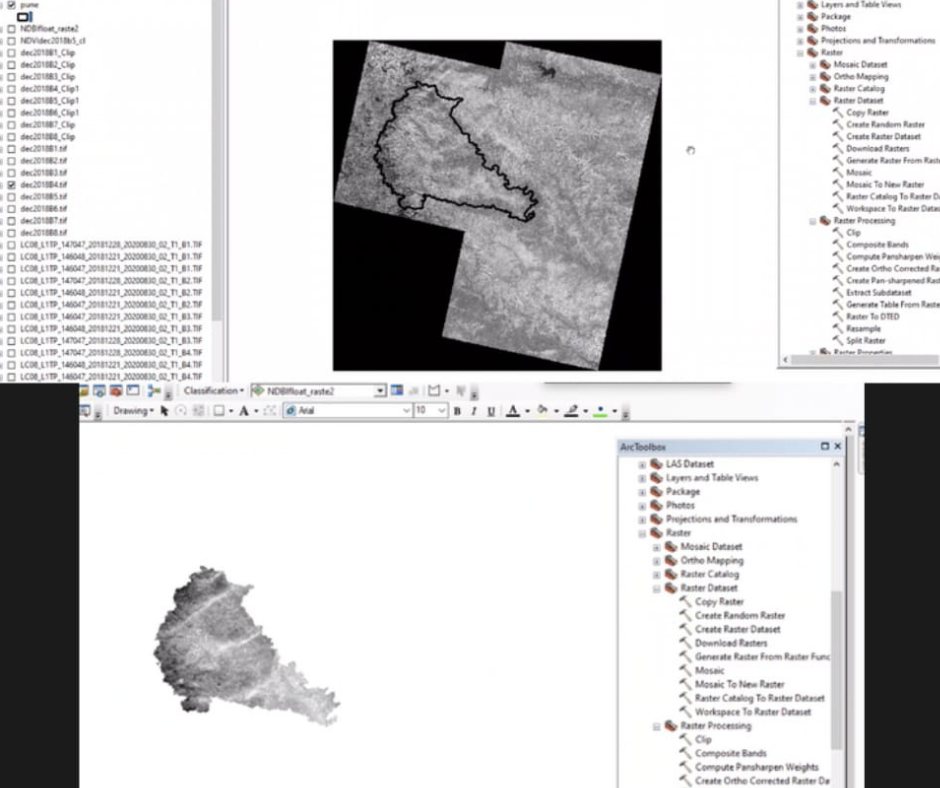 pune
NDBIfloat_raste2
NDVIdec2018b5_cl
dec2018B1_Clip
dec2018B2_Clip
dec2018B3_Clip
dec2018B4_Clip1
dec2018B5_Clip1
dec2018B6_Clip1
dec2018B7_Clip
dec2018B8_Clip
dec2018B1.tif
dec2018B2.tif
dec2018B3.tif
dec2018B4.tif
dec2018B5.tif
dec2018B6.tif
dec2018B7.tif
dec2018B8.tif
LC08_L1TP_147047_20181228_20200830_02_T1_B1.TIF
LC08_L1TP_146048_20181221_20200830_02_T1_B1.TIF
LC08_L1TP_146047_20181221_20200830_02_T1_B1.TIF
LC08_L1TP_147047_20181228_20200830_02_T1_B2.TIF
LC08_L1TP_146048_20181221_20200830_02_T1_B2.TIF
LC08_L1TP_146047_20181221_20200830_02_T1_B2.TIF
LC08_L1TP_147047_20181228_20200830_02_T1_B3.TIF
LC08_L1TP_146048_20181221_20200830_02_T1_B3.TIF
LC08_L1TP_146047_20181221_20200830_02_T1_B3.TIF
LC08_L1TP_147047_20181228_20200830_02_T1_B4.TIF
LC08_L1TP_146048_20181221_20200830_02_T1_B4.TIF
LC08_L1TP_146047_20181221_20200830_02_T1_B4.TIF
Layers and Table Views
Package
Photos
Projections and Transformations
Raster
Mosaic Dataset
Ortho Mapping
Raster Catalog
Raster Dataset
Copy Raster
Create Random Raster
Create Raster Dataset
Download Rasters
Generate Raster From Rast
Mosaic
Mosaic To New Raster
Raster Catalog To Raster D
Workspace To Raster Datas
Raster Processing
Clip
Composite Bands
Compute Pansharpen Weig
Create Ortho Corrected Ra
Create Pan-sharpened Rast
Extract Subdataset
Generate Table From Raste
Raster To DTED
Resample
Split Raster
Raster Properties
Classification NDBIfloat_raste2
Drawing A Arial 10 B I U A
ArcToolbox
LAS Dataset
Layers and Table Views
Package
Photos
Projections and Transformations
Raster
Mosaic Dataset
Ortho Mapping
Raster Catalog
Raster Dataset
Copy Raster
Create Random Raster
Create Raster Dataset
Download Rasters
Generate Raster From Raster Func
Mosaic
Mosaic To New Raster
Raster Catalog To Raster Dataset
Workspace To Raster Dataset
Raster Processing
Clip
Composite Bands
Compute Pansharpen Weights
Create Ortho Corrected Raster Da